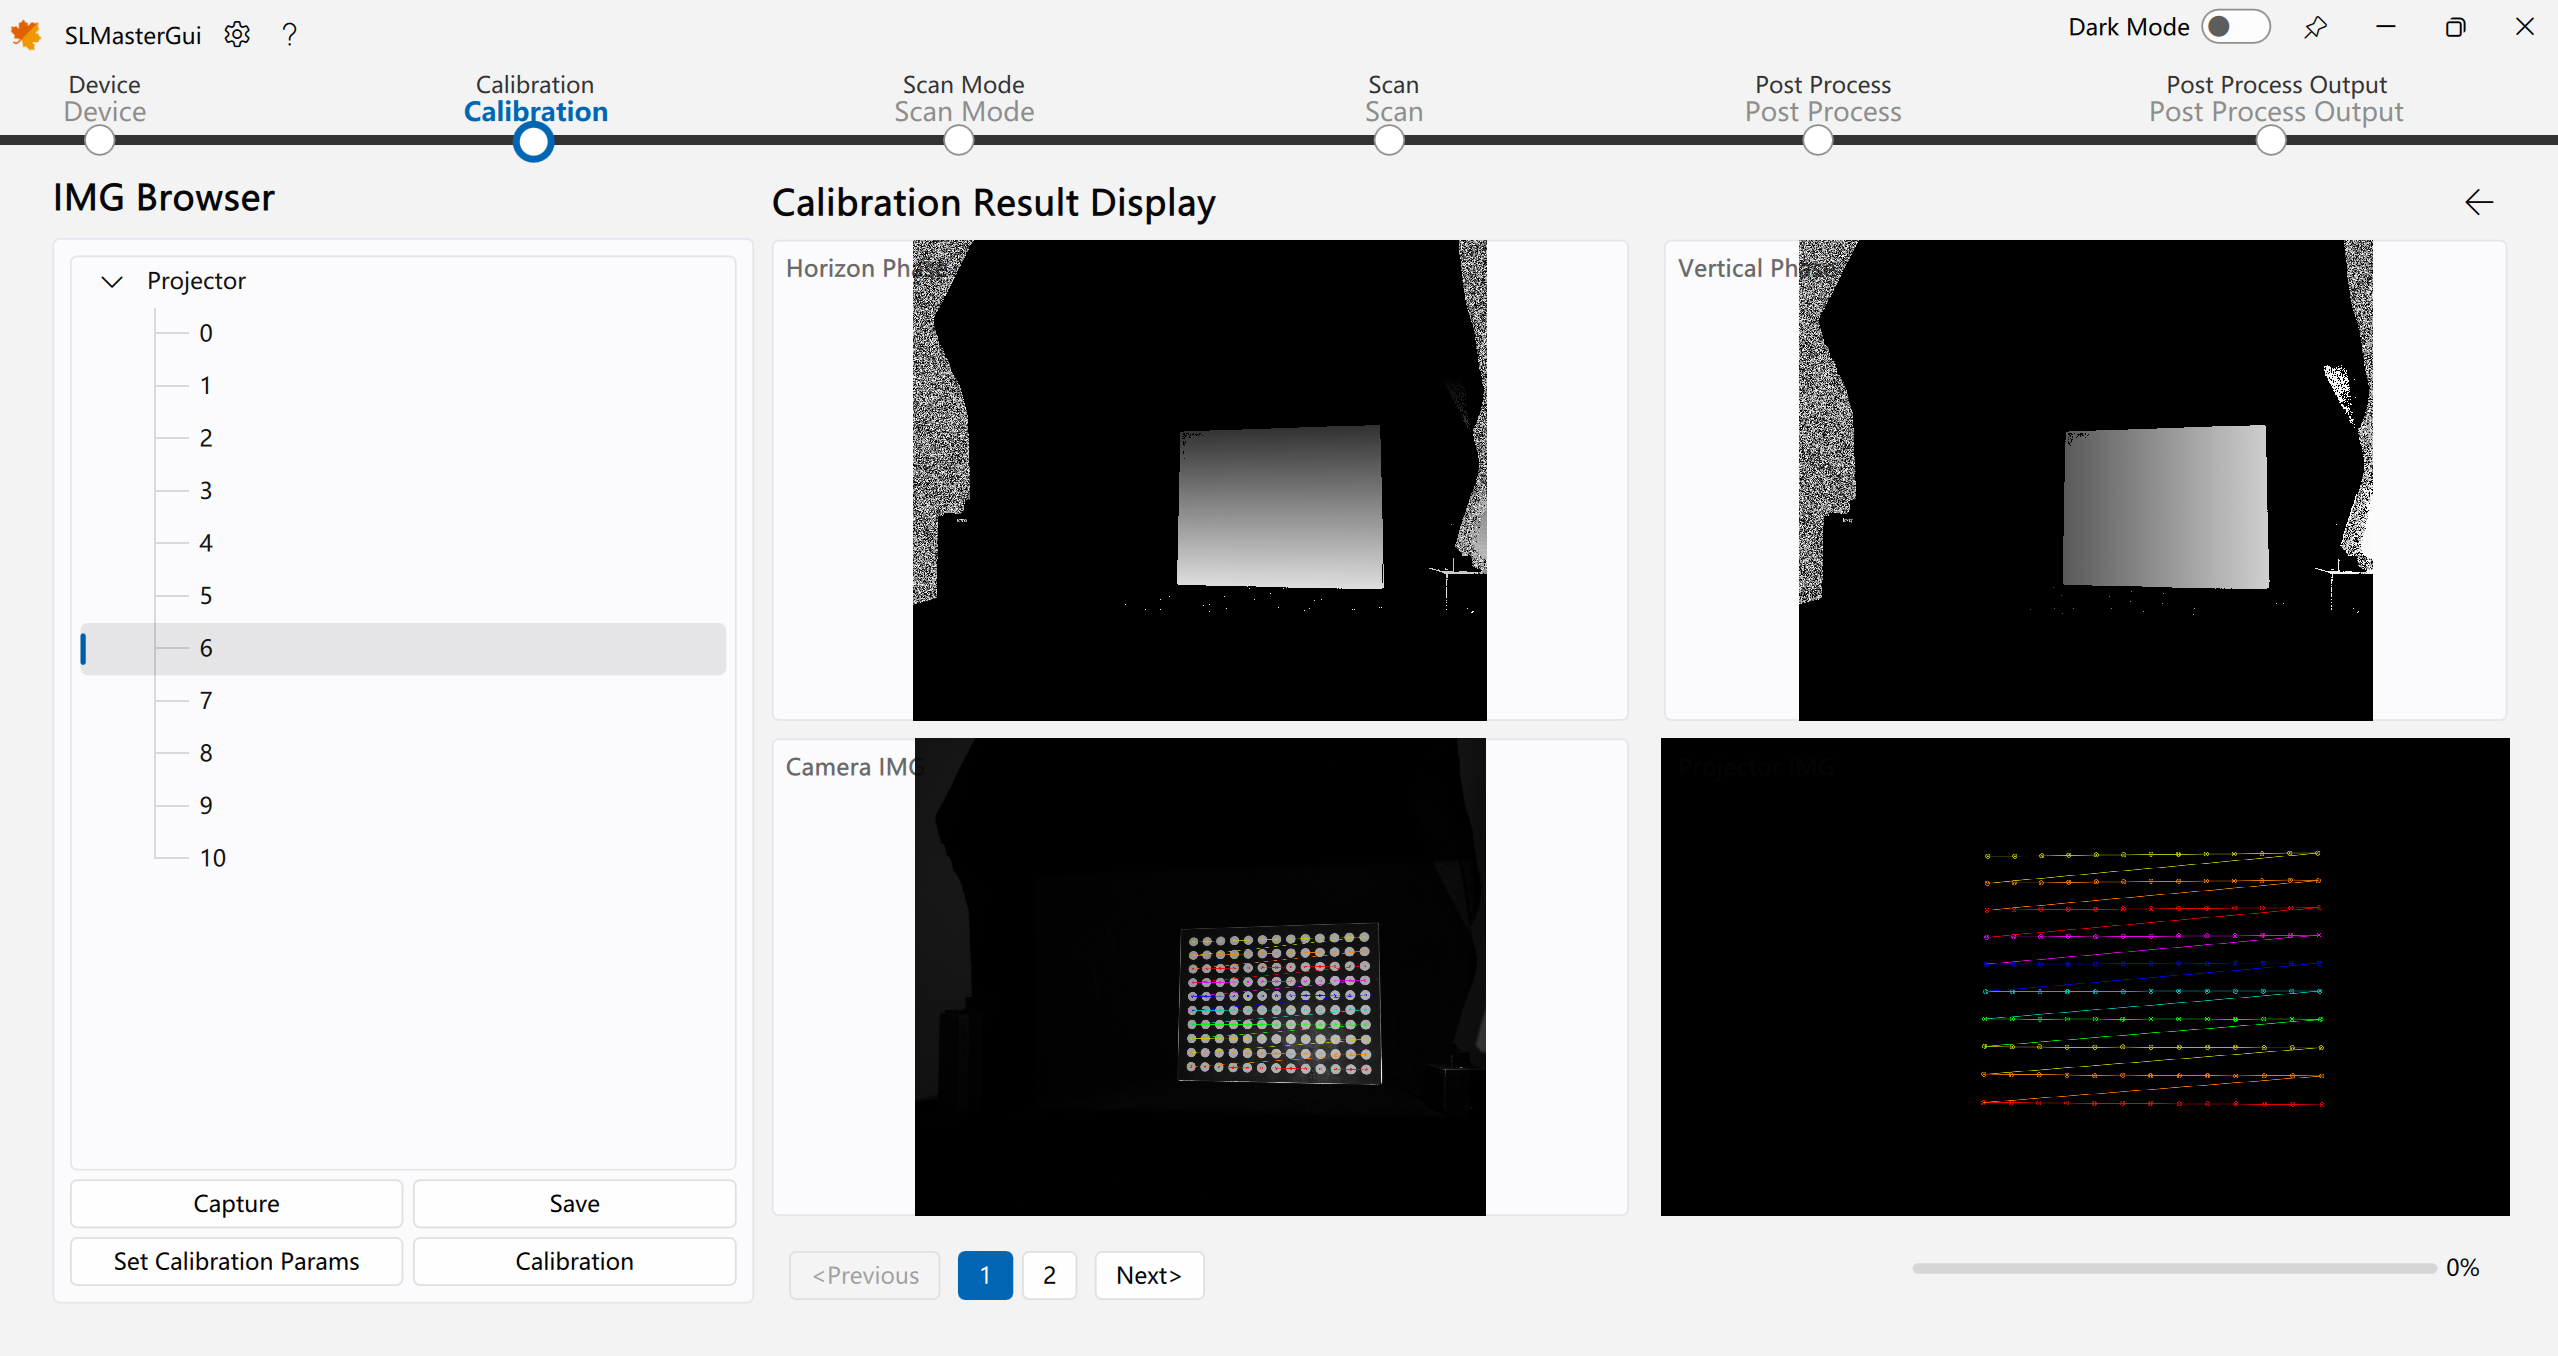 SLMasterGui
?
Dark Mode
Device
Device
Calibration
Calibration
Scan Mode
Scan Mode
Scan
Scan
Post Process
Post Process
Post Process Output
Post Process Output
IMG Browser
Projector
0
1
2
3
4
5
6
7
8
9
10
Capture
Save
Set Calibration Params
Calibration
Calibration Result Display
Horizon Phase
Vertical Phase
Camera IMG
Projector IMG
<Previous
1
2
Next>
0%